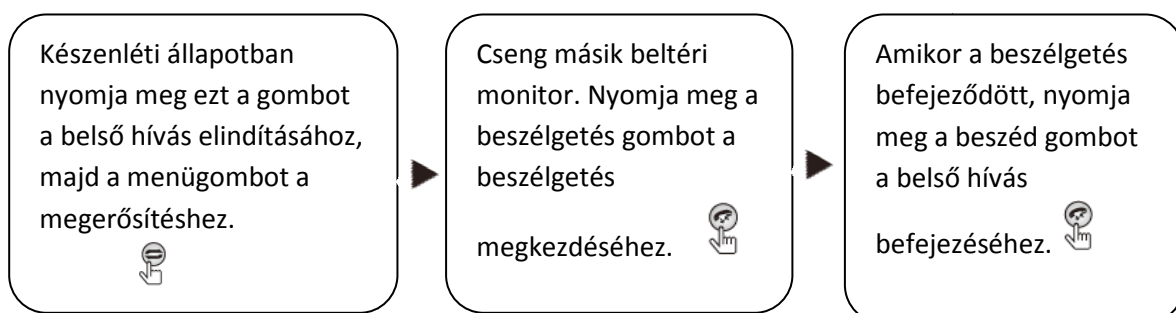 Készenléti állapotban
nyomja meg ezt a gombot
a belső hívás elindításához,
majd a menügombot a
megerősítéshez.
Cseng másik beltéri
monitor. Nyomja meg a
beszélgetés gombot a
beszélgetés
megkezdéséhez.
Amikor a beszélgetés
befejeződött, nyomja
meg a beszéd gombot
a belső hívás
befejezéséhez.